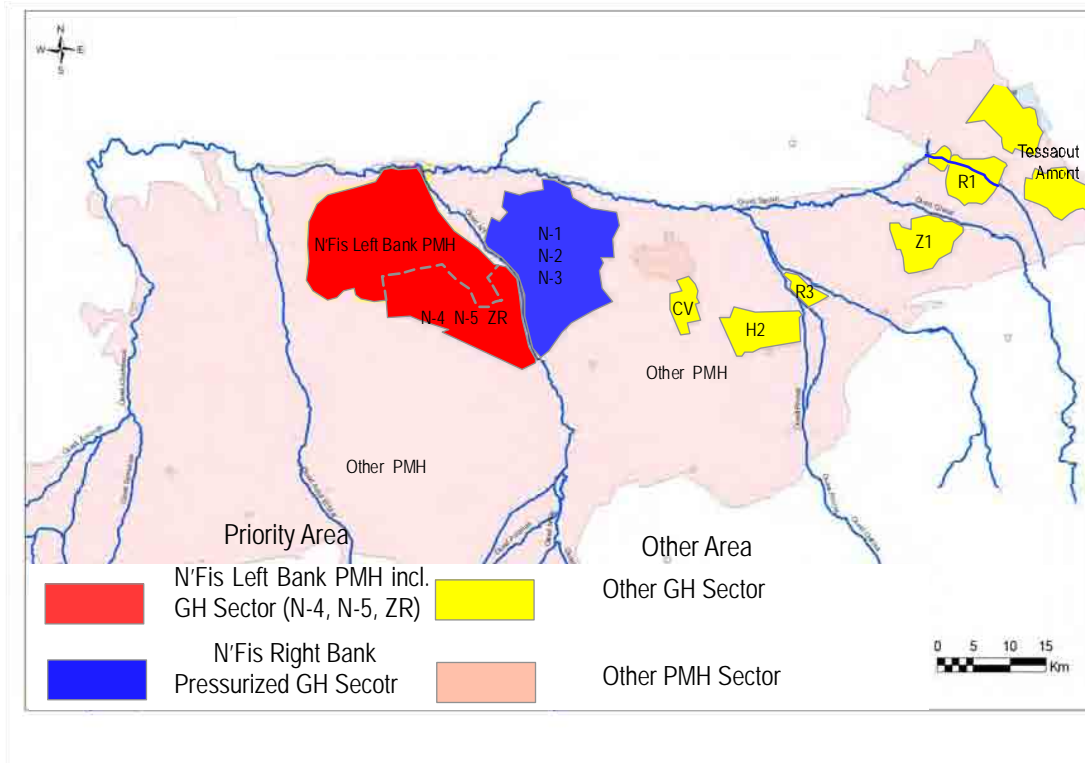 N
W E
S
Tessaout
Amont
R1
N'Fis Left Bank PMH
N-1
N-2
N-3
Z1
R3
CV
N-4 N-5 ZR
H2
Other PMH
Other PMH
Priority Area
Other Area
N'Fis Left Bank PMH incl.
GH Sector (N-4, N-5, ZR)
Other GH Sector
N'Fis Right Bank
Pressurized GH Secotr
Other PMH Sector
0 5 10 15
Km